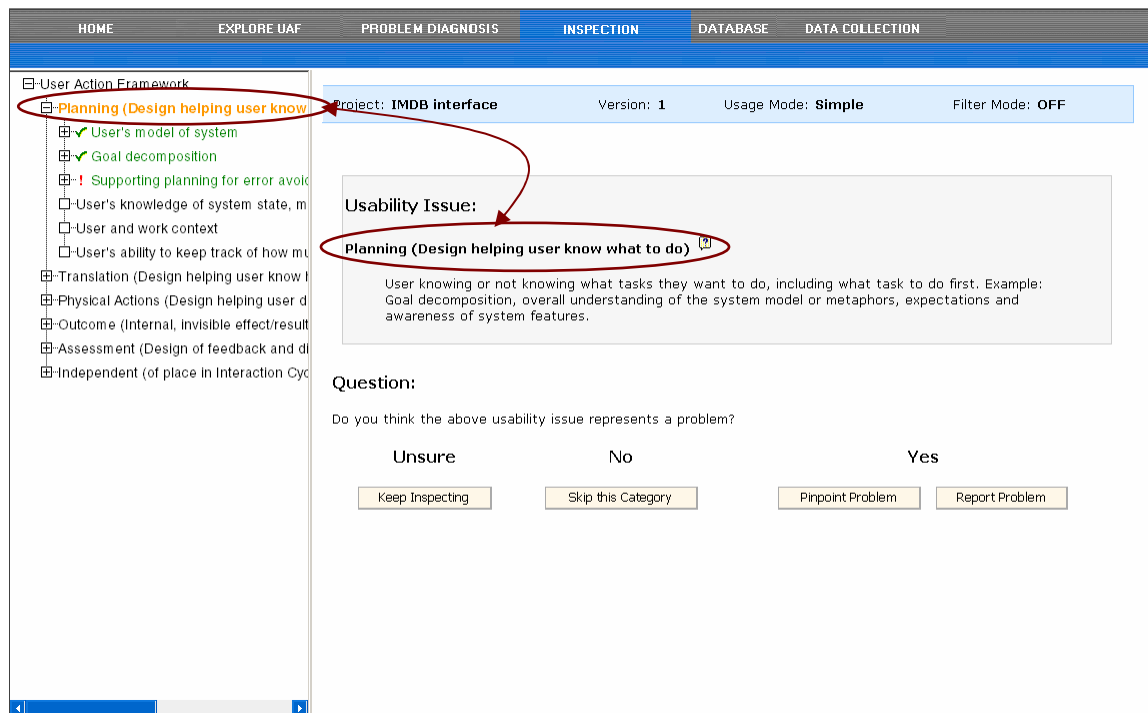 HOME EXPLORE UAF PROBLEM DIAGNOSIS INSPECTION DATABASE DATA COLLECTION
User Action Framework
Planning (Design helping user know
User's model of system
Goal decomposition
! Supporting planning for error avoid
User's knowledge of system state, m
User and work context
User's ability to keep track of how mu
Translation (Design helping user know h
Physical Actions (Design helping user d
Outcome (Internal, invisible effect/result
Assessment (Design of feedback and di
Independent (of place in Interaction Cyc
Project: IMDB interface Version: 1 Usage Mode: Simple Filter Mode: OFF
Usability Issue:
Planning (Design helping user know what to do) ?
User knowing or not knowing what tasks they want to do, including what task to do first. Example:
Goal decomposition, overall understanding of the system model or metaphors, expectations and
awareness of system features.
Question:
Do you think the above usability issue represents a problem?
Unsure No Yes
Keep Inspecting Skip this Category Pinpoint Problem Report Problem